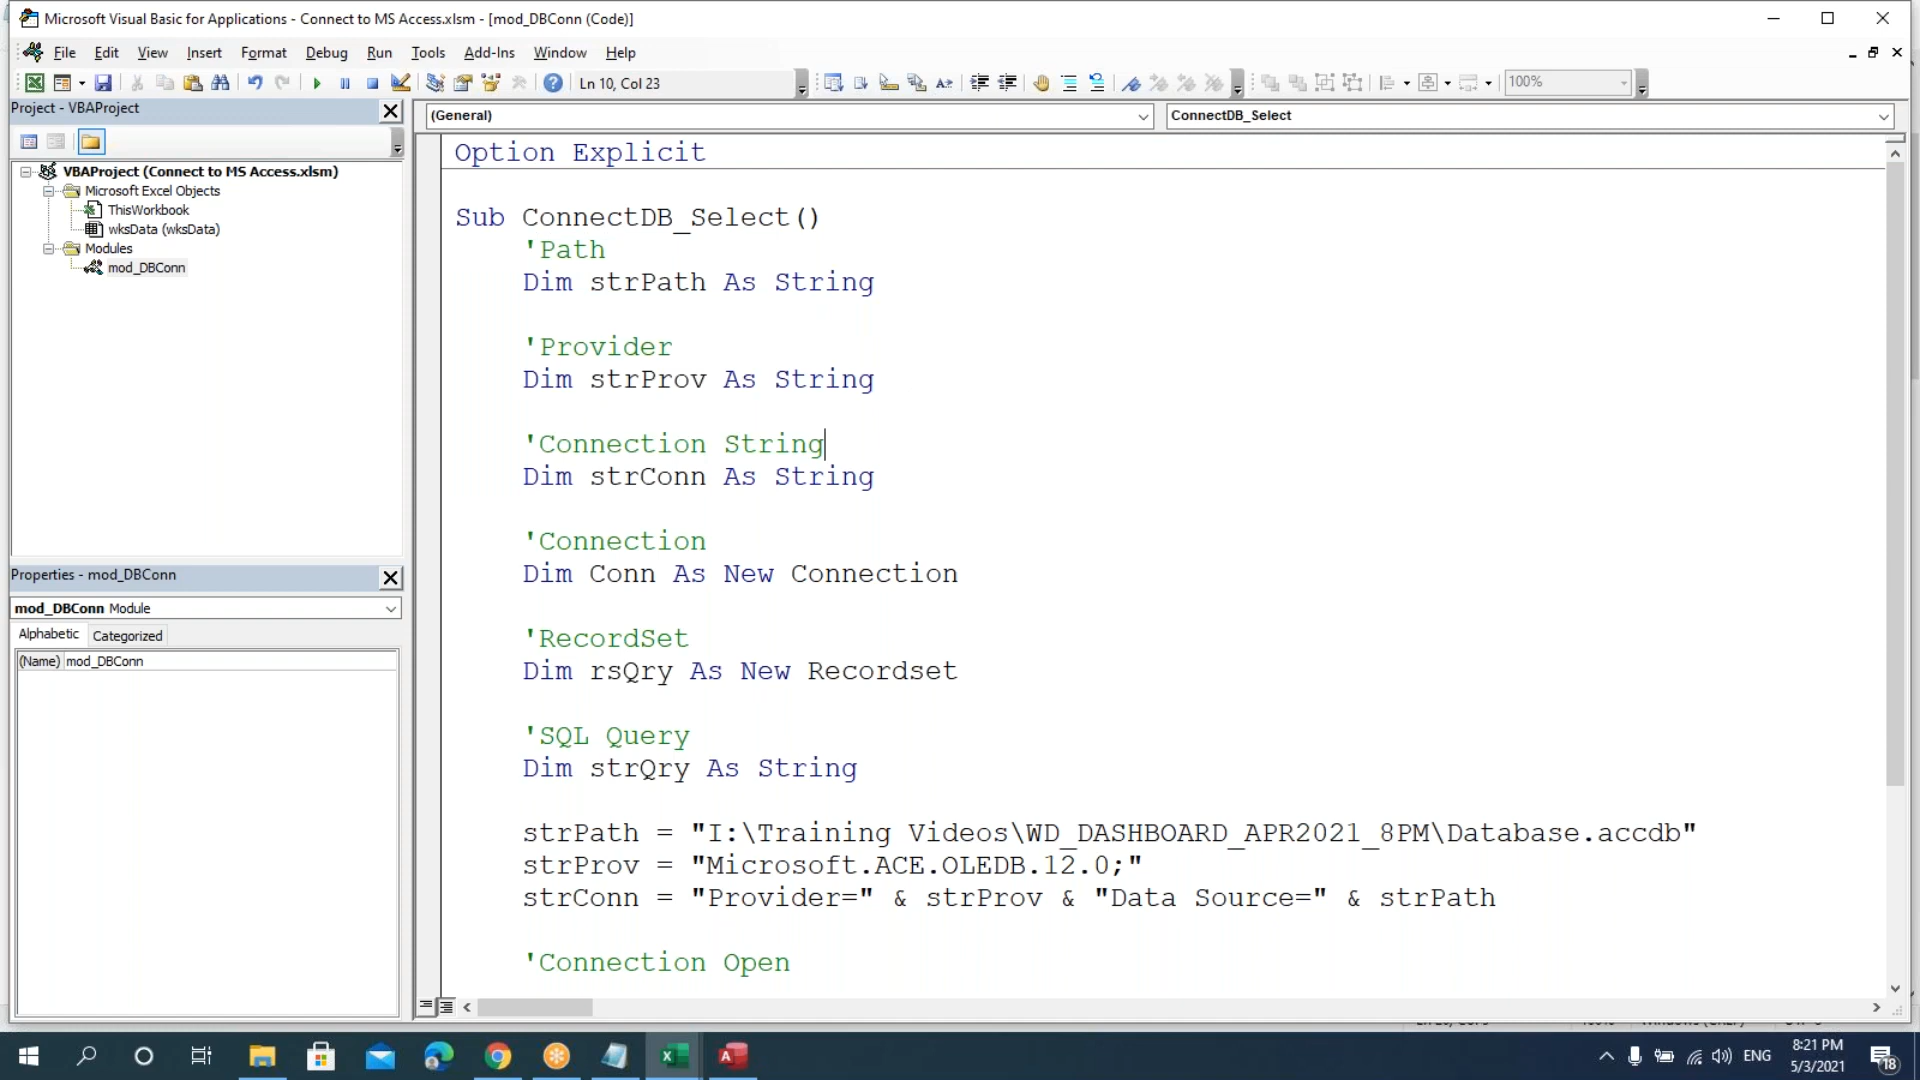 Microsoft Visual Basic for Applications - Connect to MS Access.xlsm - [mod_DBConn (Code)]
File Edit View Insert Format Debug Run Tools Add-Ins Window Help
Ln 10, Col 23
100%
Project - VBAProject
(General)
ConnectDB_Select
VBAProject (Connect to MS Access.xlsm)
Microsoft Excel Objects
ThisWorkbook
wksData (wksData)
Modules
mod_DBConn
Properties - mod_DBConn
mod_DBConn Module
Alphabetic Categorized
(Name) mod_DBConn
Option Explicit
Sub ConnectDB_Select()
'Path
Dim strPath As String
'Provider
Dim strProv As String
'Connection String
Dim strConn As String
'Connection
Dim Conn As New Connection
'RecordSet
Dim rsQry As New Recordset
'SQL Query
Dim strQry As String
strPath = "I:\Training Videos\WD_DASHBOARD_APR2021_8PM\Database.accdb"
strProv = "Microsoft.ACE.OLEDB.12.0;"
strConn = "Provider=" & strProv & "Data Source=" & strPath
'Connection Open
ENG
8:21 PM
5/3/2021
18